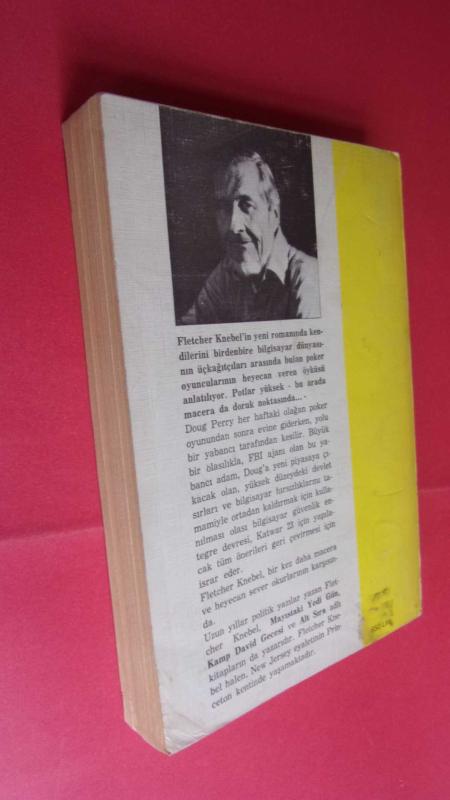 Fletcher Knebel'in yeni romanında ken-
dilerini birdenbire bilgisayar dünyası-
nın üçkağıtçıları arasında bulan poker
oyuncularının heyecan veren öyküsü
anlatılıyor. Potlar yüksek - bu arada
macera da doruk noktasında... -
Doug Perry her haftaki olağan poker
oyunundan sonra evine giderken, yolu
bir yabancı tarafından kesilir. Büyük
bir olasılıkla, FBI ajanı olan bu ya-
bancı adam, Doug'a yeni piyasaya çı-
kacak olan, yüksek düzeydeki devlet
sırları ve bilgisayar hırsızlıklarını ta-
mamiyle ortadan kaldırmak için kulla-
nılması olası bilgisayar güvenlik en-
tegre devresi, Katwar 23 için yapıla-
cak tüm önerileri geri çevirmesi için
israr eder.
Fletcher Knebel, bir kez daha macera
ve heyecan sever okurlarının karşısın-
da.
Uzun yıllar politik yazılar yazan Flet-
cher Knebel, Mayıstaki Yedi Gün,
Kamp David Gecesi ve Altı Sıra adlı
kitapların da yazarıdır. Fletcher Kne-
bel halen, New Jersey eyaletinin Prin-
ceton kentinde yaşamaktadır.